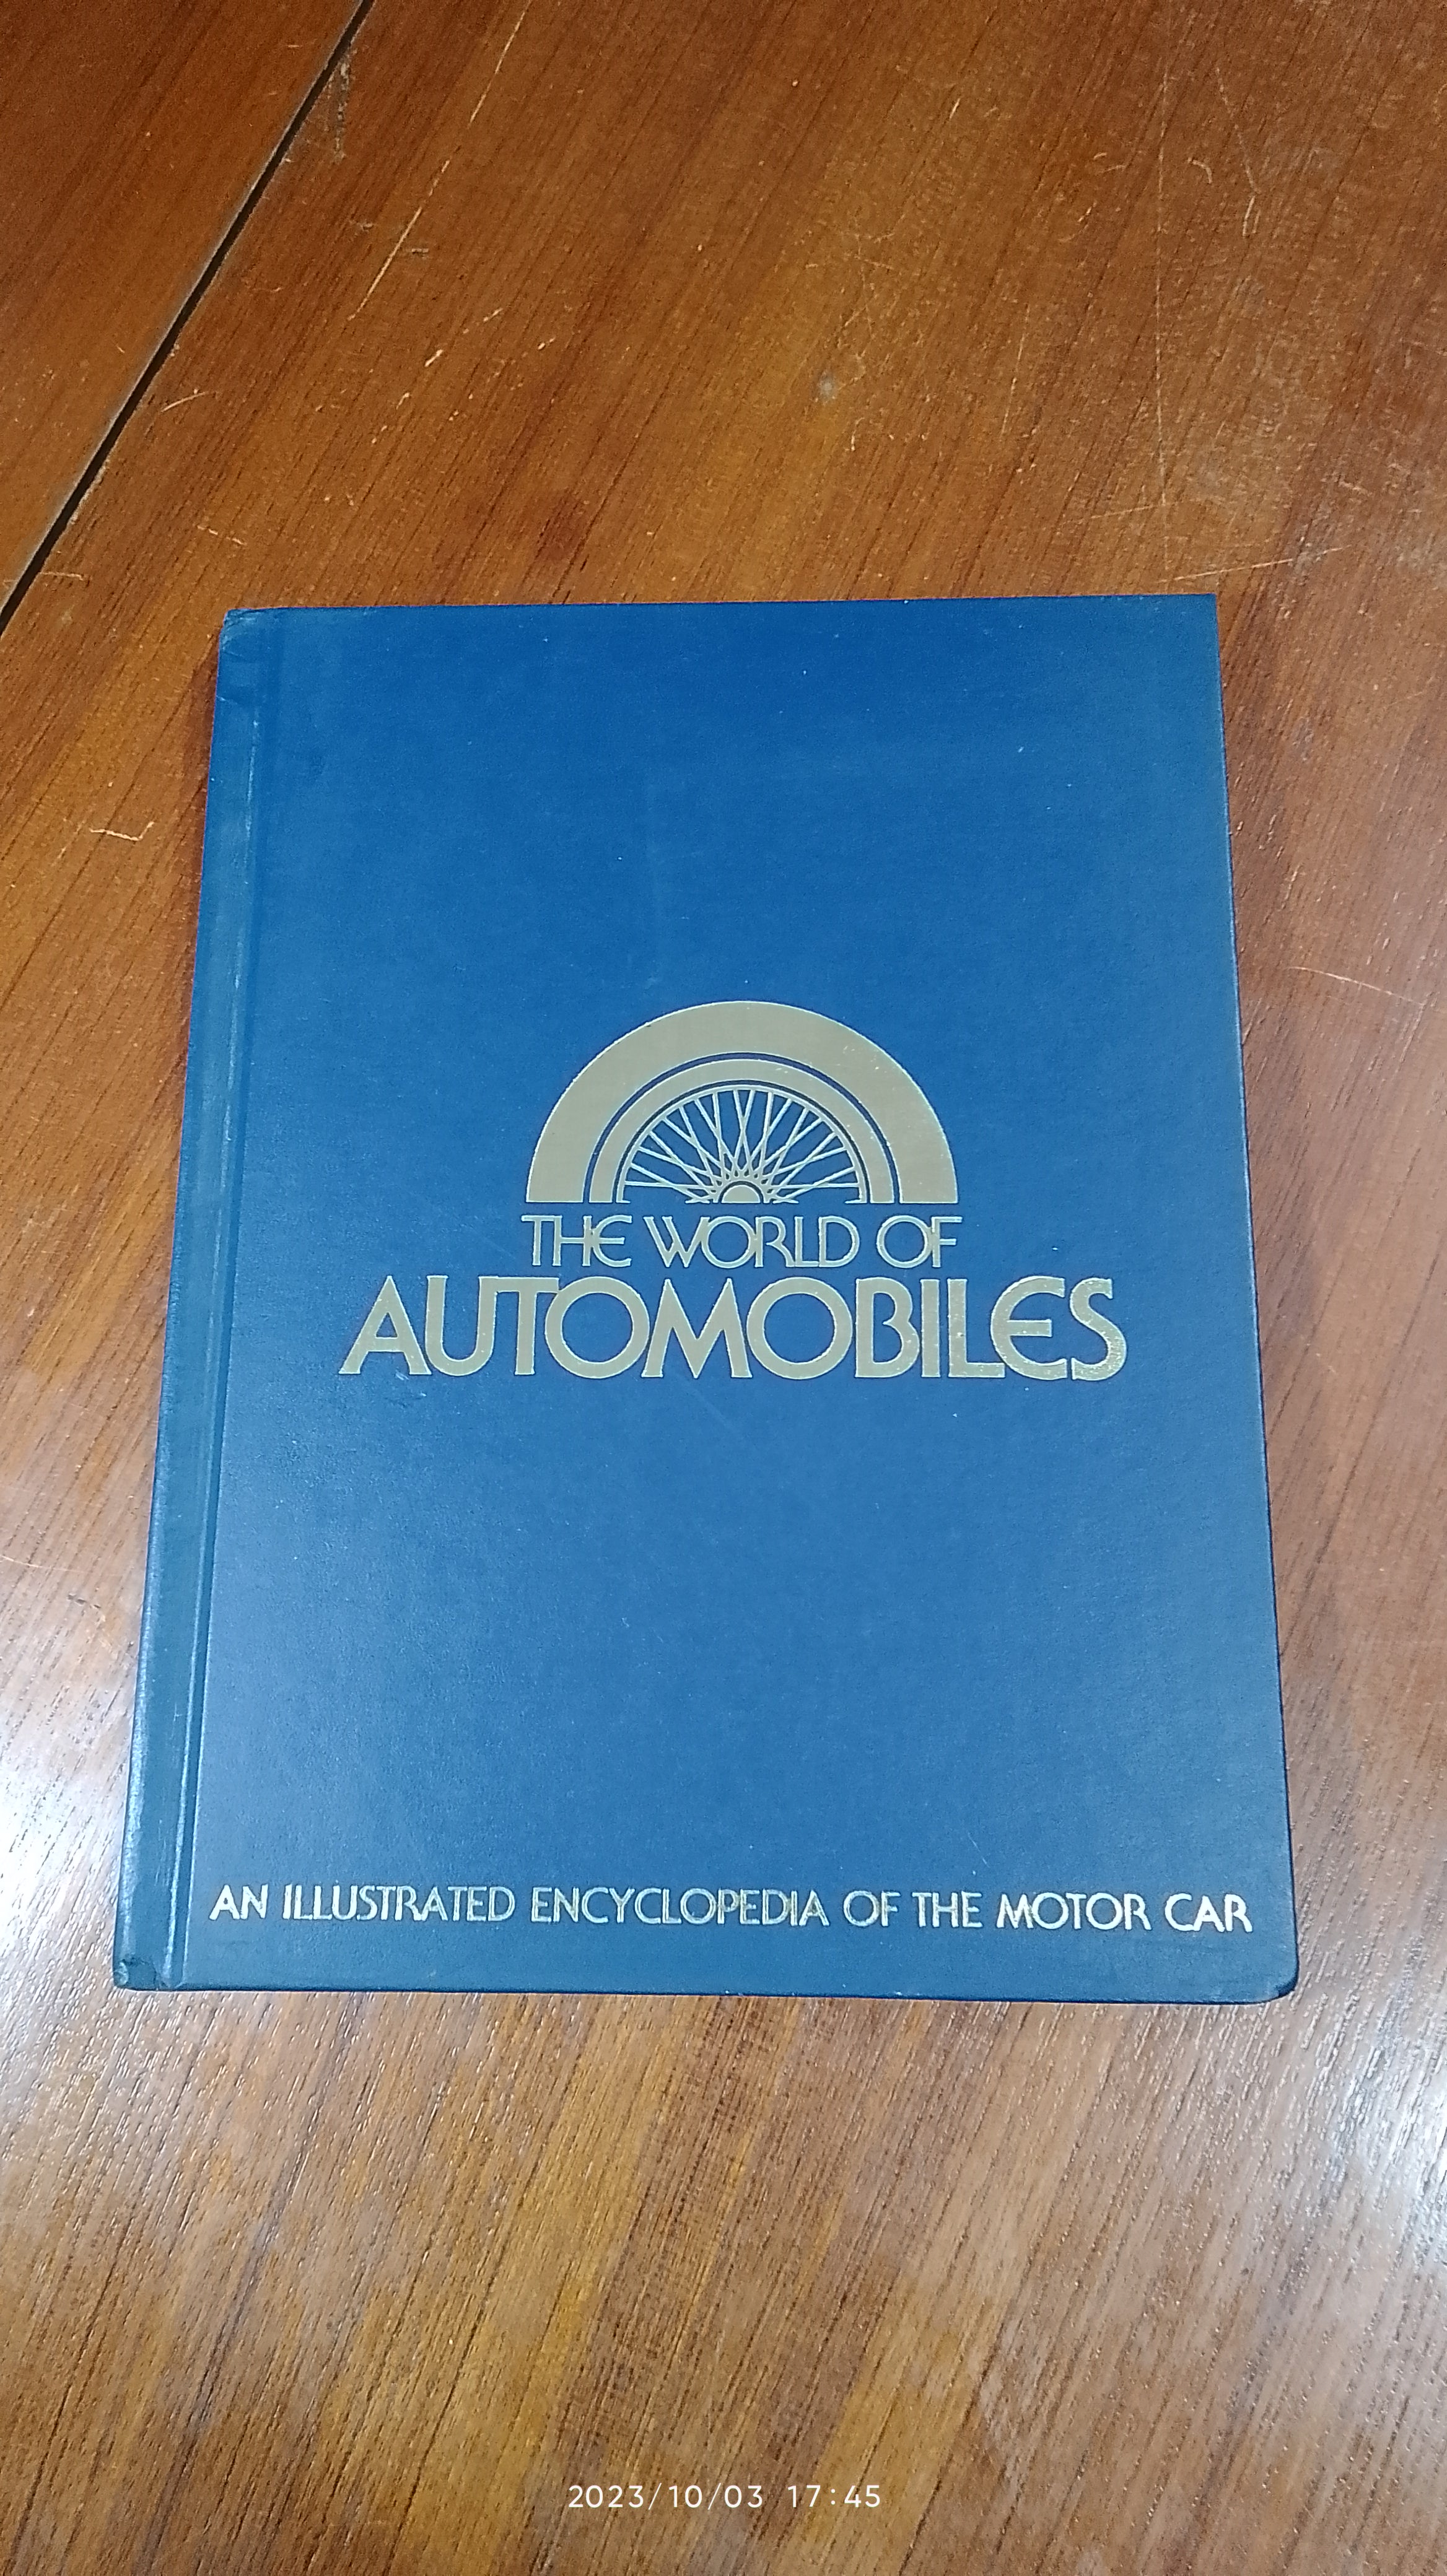 THE WORLD OF
AUTOMOBILES
AN ILLUSTRATED ENCYCLOPEDIA OF THE MOTOR CAR
2023/10/03 17:45